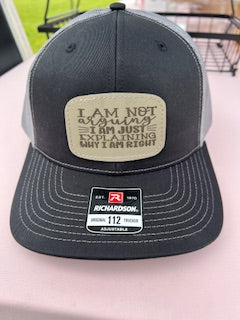 I AM NOT
arguing
I AM JUST
EXPLAINING
WHY I AM RIGHT
EST. R 1970
RICHARDSON
ORIGINAL 112 TRUCKER
ADJUSTABLE